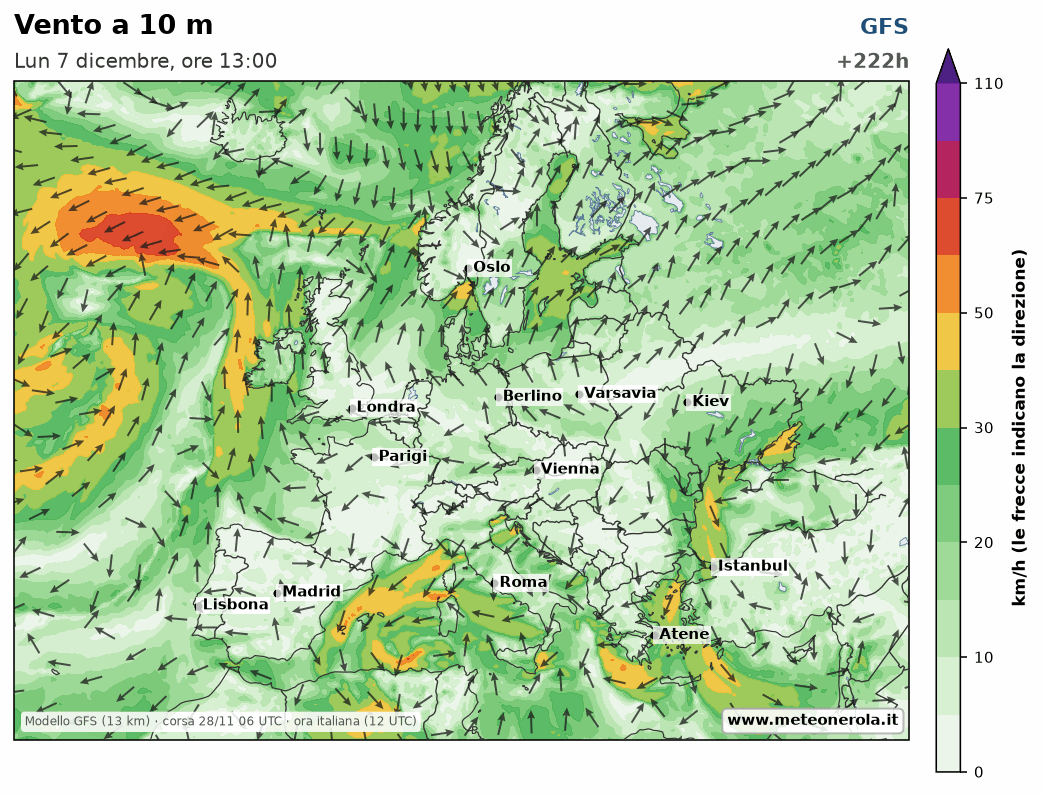 Vento a 10 m
GFS
Lun 7 dicembre, ore 13:00
+222h
110
75
50
30
20
10
0
km/h (le frecce indicano la direzione)
Oslo
Berlino
Varsavia
Kiev
Londra
Parigi
Vienna
Istanbul
Roma
Madrid
Lisbona
Atene
Modello GFS (13 km) · corsa 28/11 06 UTC · ora italiana (12 UTC)
www.meteonerola.it